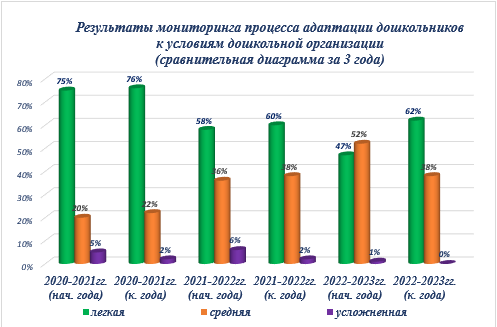 Результаты мониторинга процесса адаптации дошкольников
к условиям дошкольной организации
(сравнительная диаграмма за 3 года)
80%
70%
60%
50%
40%
30%
20%
10%
0%
75% 20% 5%
76% 22% 2%
58% 36% 6%
60% 38% 2%
47% 52% 1%
62% 38% 0%
2020-2021гг. 2020-2021гг. 2021-2022гг. 2021-2022гг. 2022-2023гг. 2022-2023гг.
(нач. года) (к. года) (нач. года) (к. года) (нач. года) (к. года)
легкая средняя усложненная